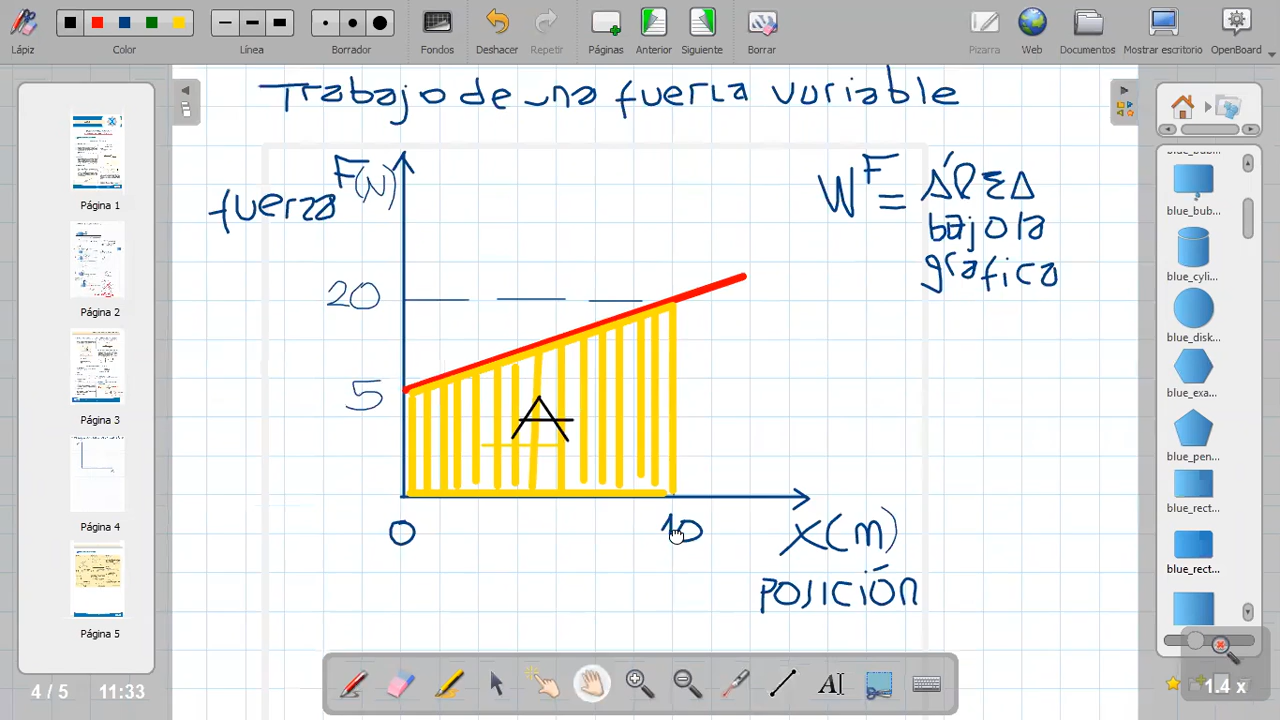 Lápiz
Color
Línea
Borrador
Fondos
Deshacer
Repetir
Páginas
Anterior
Siguiente
Borrar
Pizarra
Web
Documentos
Mostrar escritorio
OpenBoard
Trabajo de una fuerza variable
F(N)
fuerza
20
5
A
0
10
X(m)
POSICIÓN
W^F = ÁREA
bajo la
grafica
Página 1
Página 2
Página 3
Página 4
Página 5
4 / 5
11:33
blue_bub...
blue_bub...
blue_cyli...
blue_disk...
blue_exa...
blue_pen...
blue_rect...
blue_rect...
1.4 x